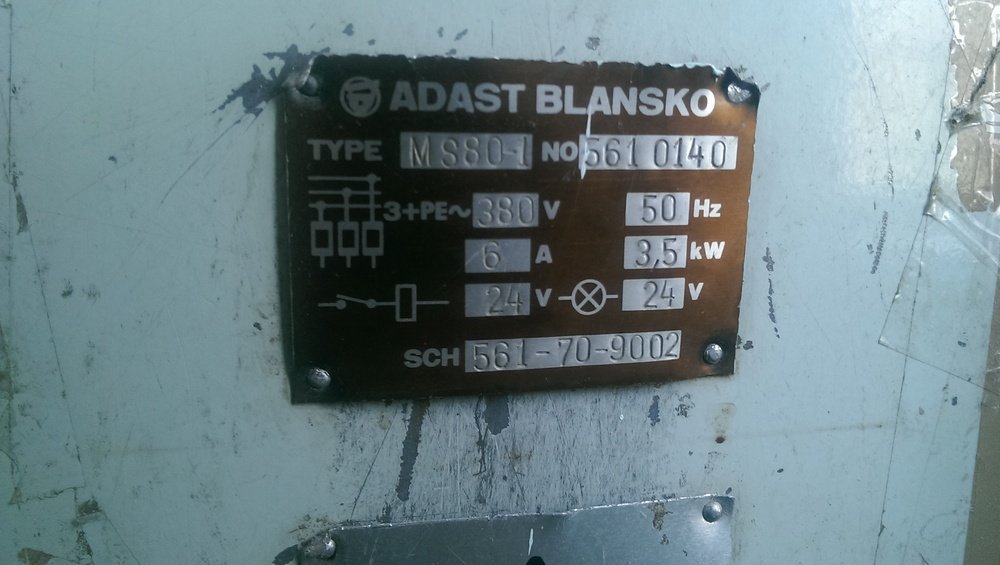 ADAST BLANSKO
TYPE MS80-1 NO 561 0140
3+PE~ 380 V 50 Hz
6 A 3,5 kW
24 V 24 V
SCH 561-70-9002